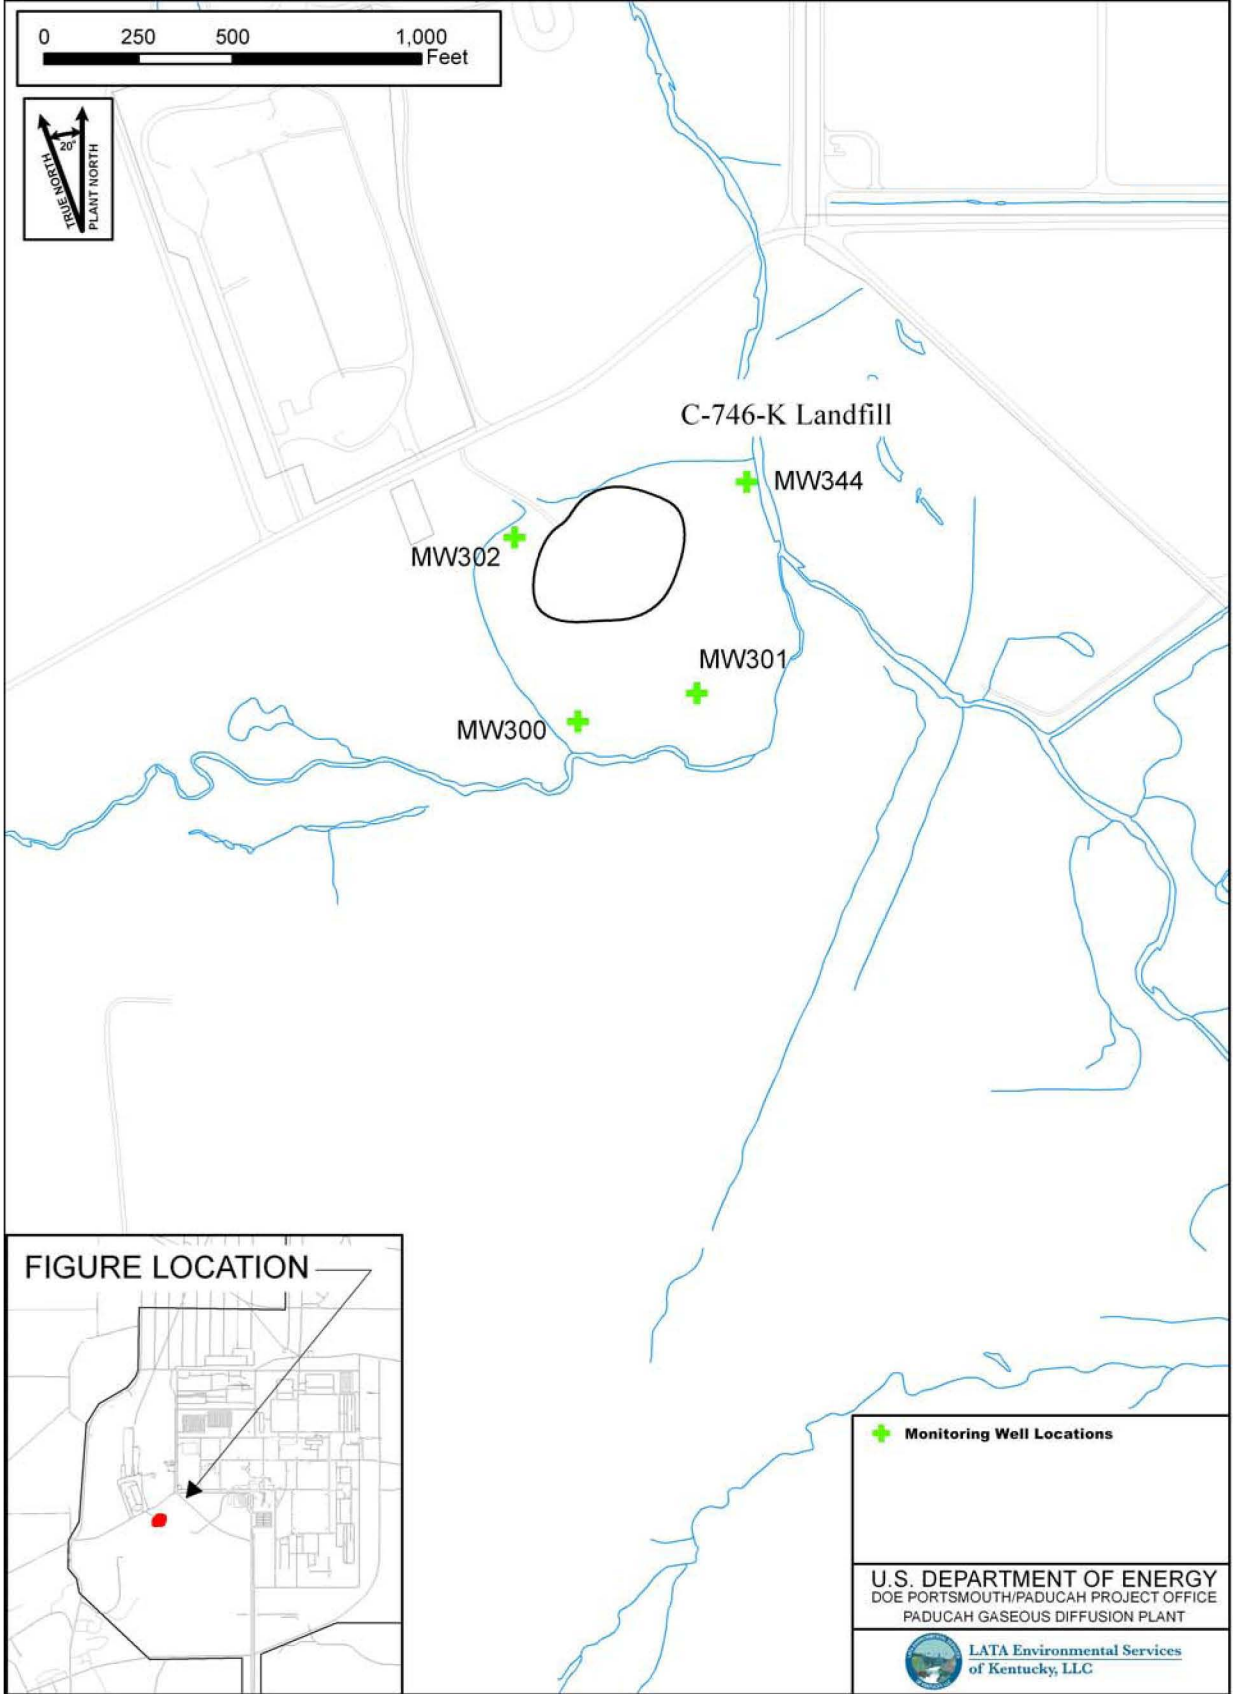 0 250 500 1,000
Feet
20°
TRUE NORTH
PLANT NORTH
C-746-K Landfill
MW344
MW302
MW301
MW300
FIGURE LOCATION
Monitoring Well Locations
U.S. DEPARTMENT OF ENERGY
DOE PORTSMOUTH/PADUCAH PROJECT OFFICE
PADUCAH GASEOUS DIFFUSION PLANT
LATA Environmental Services
of Kentucky, LLC